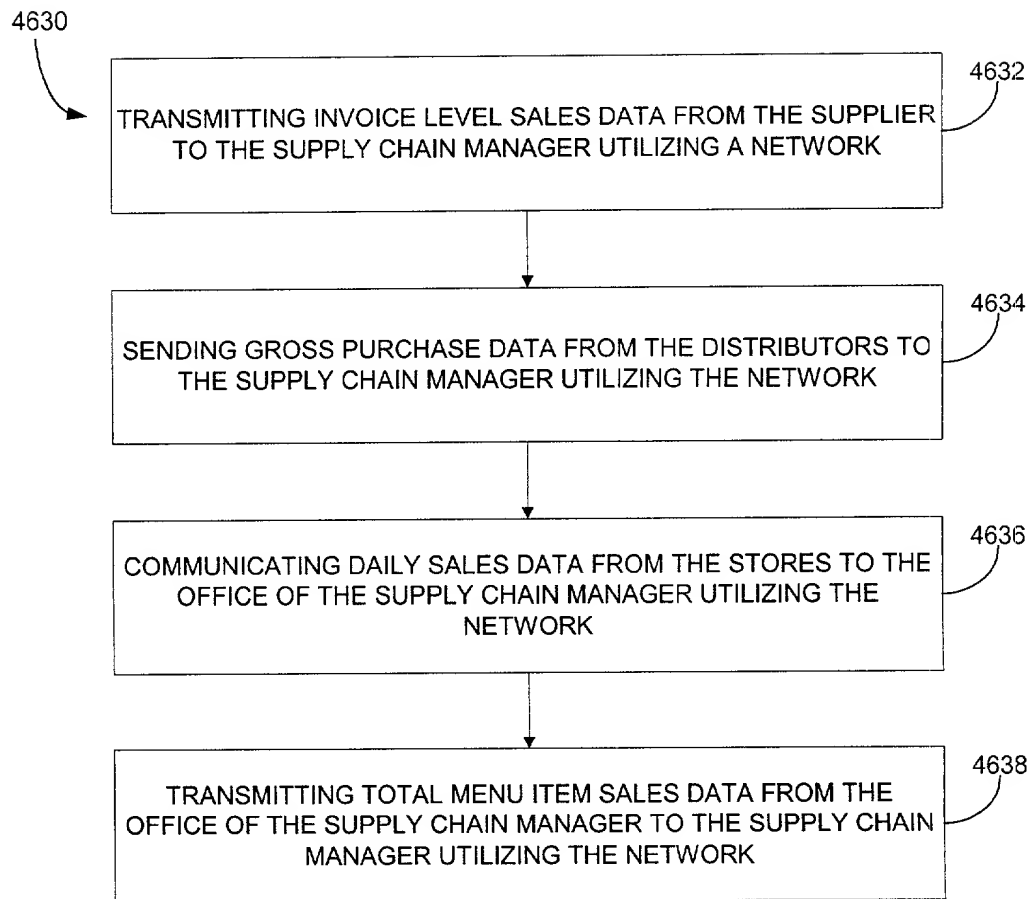 4630
4632
TRANSMITTING INVOICE LEVEL SALES DATA FROM THE SUPPLIER
TO THE SUPPLY CHAIN MANAGER UTILIZING A NETWORK
4634
SENDING GROSS PURCHASE DATA FROM THE DISTRIBUTORS TO
THE SUPPLY CHAIN MANAGER UTILIZING THE NETWORK
4636
COMMUNICATING DAILY SALES DATA FROM THE STORES TO THE
OFFICE OF THE SUPPLY CHAIN MANAGER UTILIZING THE
NETWORK
4638
TRANSMITTING TOTAL MENU ITEM SALES DATA FROM THE
OFFICE OF THE SUPPLY CHAIN MANAGER TO THE SUPPLY CHAIN
MANAGER UTILIZING THE NETWORK